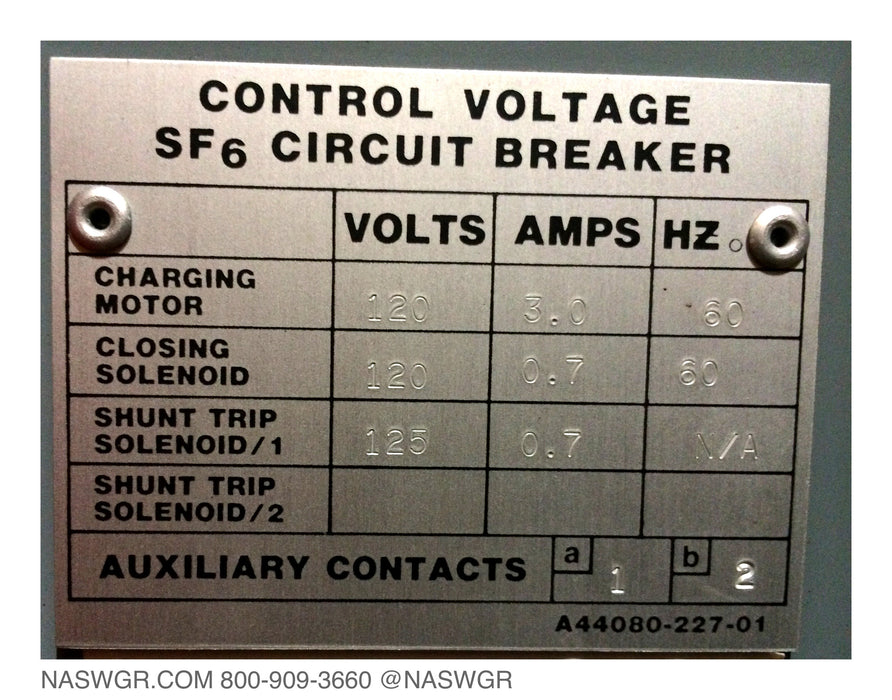 CONTROL VOLTAGE
SF6 CIRCUIT BREAKER
VOLTS AMPS HZ.
CHARGING
MOTOR 120 3.0 60
CLOSING
SOLENOID 120 0.7 60
SHUNT TRIP
SOLENOID/1 125 0.7 N/A
SHUNT TRIP
SOLENOID/2
AUXILIARY CONTACTS a 1 b 2
A44080-227-01
NASWGR.COM 800-909-3660 @NASWGR